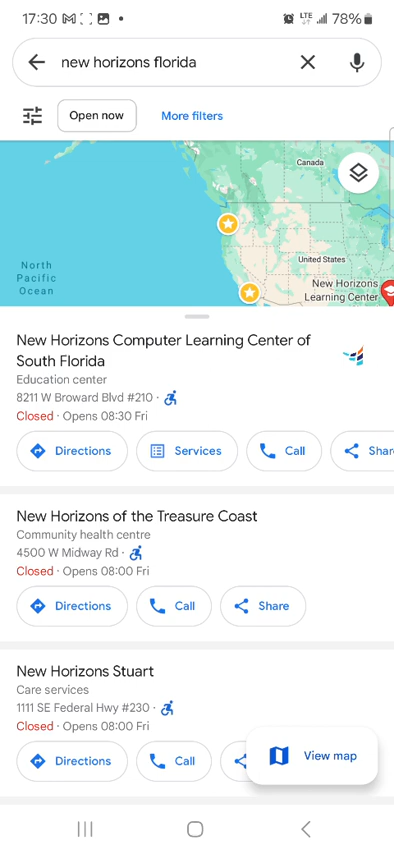 17:30
LTE
78%
new horizons florida
Open now
More filters
Canada
North
Pacific
Ocean
United States
New Horizons
Learning Center
New Horizons Computer Learning Center of
South Florida
Education center
8211 W Broward Blvd #210 ·
Closed · Opens 08:30 Fri
Directions
Services
Call
Shar
New Horizons of the Treasure Coast
Community health centre
4500 W Midway Rd ·
Closed · Opens 08:00 Fri
Directions
Call
Share
New Horizons Stuart
Care services
1111 SE Federal Hwy #230 ·
Closed · Opens 08:00 Fri
Directions
Call
View map